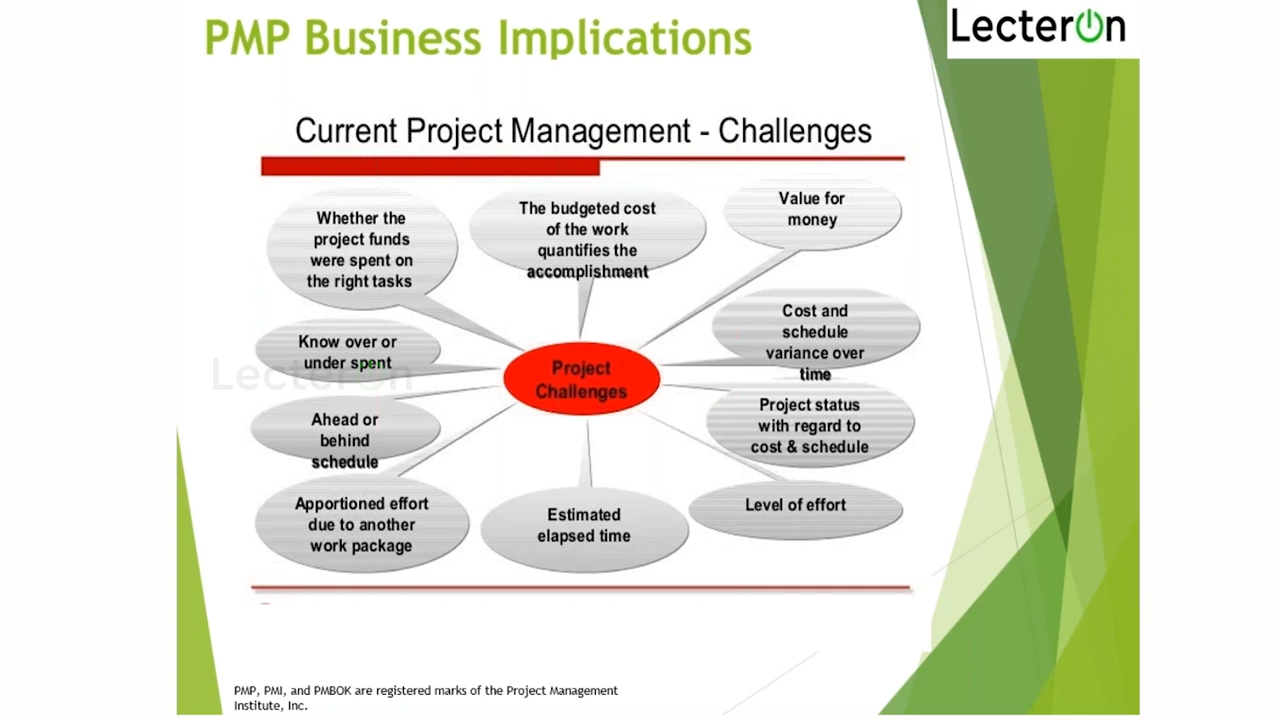 PMP Business Implications
LecterOn
Current Project Management - Challenges
Whether the
project funds
were spent on
the right tasks
The budgeted cost
of the work
quantifies the
accomplishment
Value for
money
Know over or
under spent
Cost and
schedule
variance over
time
LecterOn
Project
Challenges
Ahead or
behind
schedule
Project status
with regard to
cost & schedule
Apportioned effort
due to another
work package
Estimated
elapsed time
Level of effort
PMP, PMI, and PMBOK are registered marks of the Project Management
Institute, Inc.